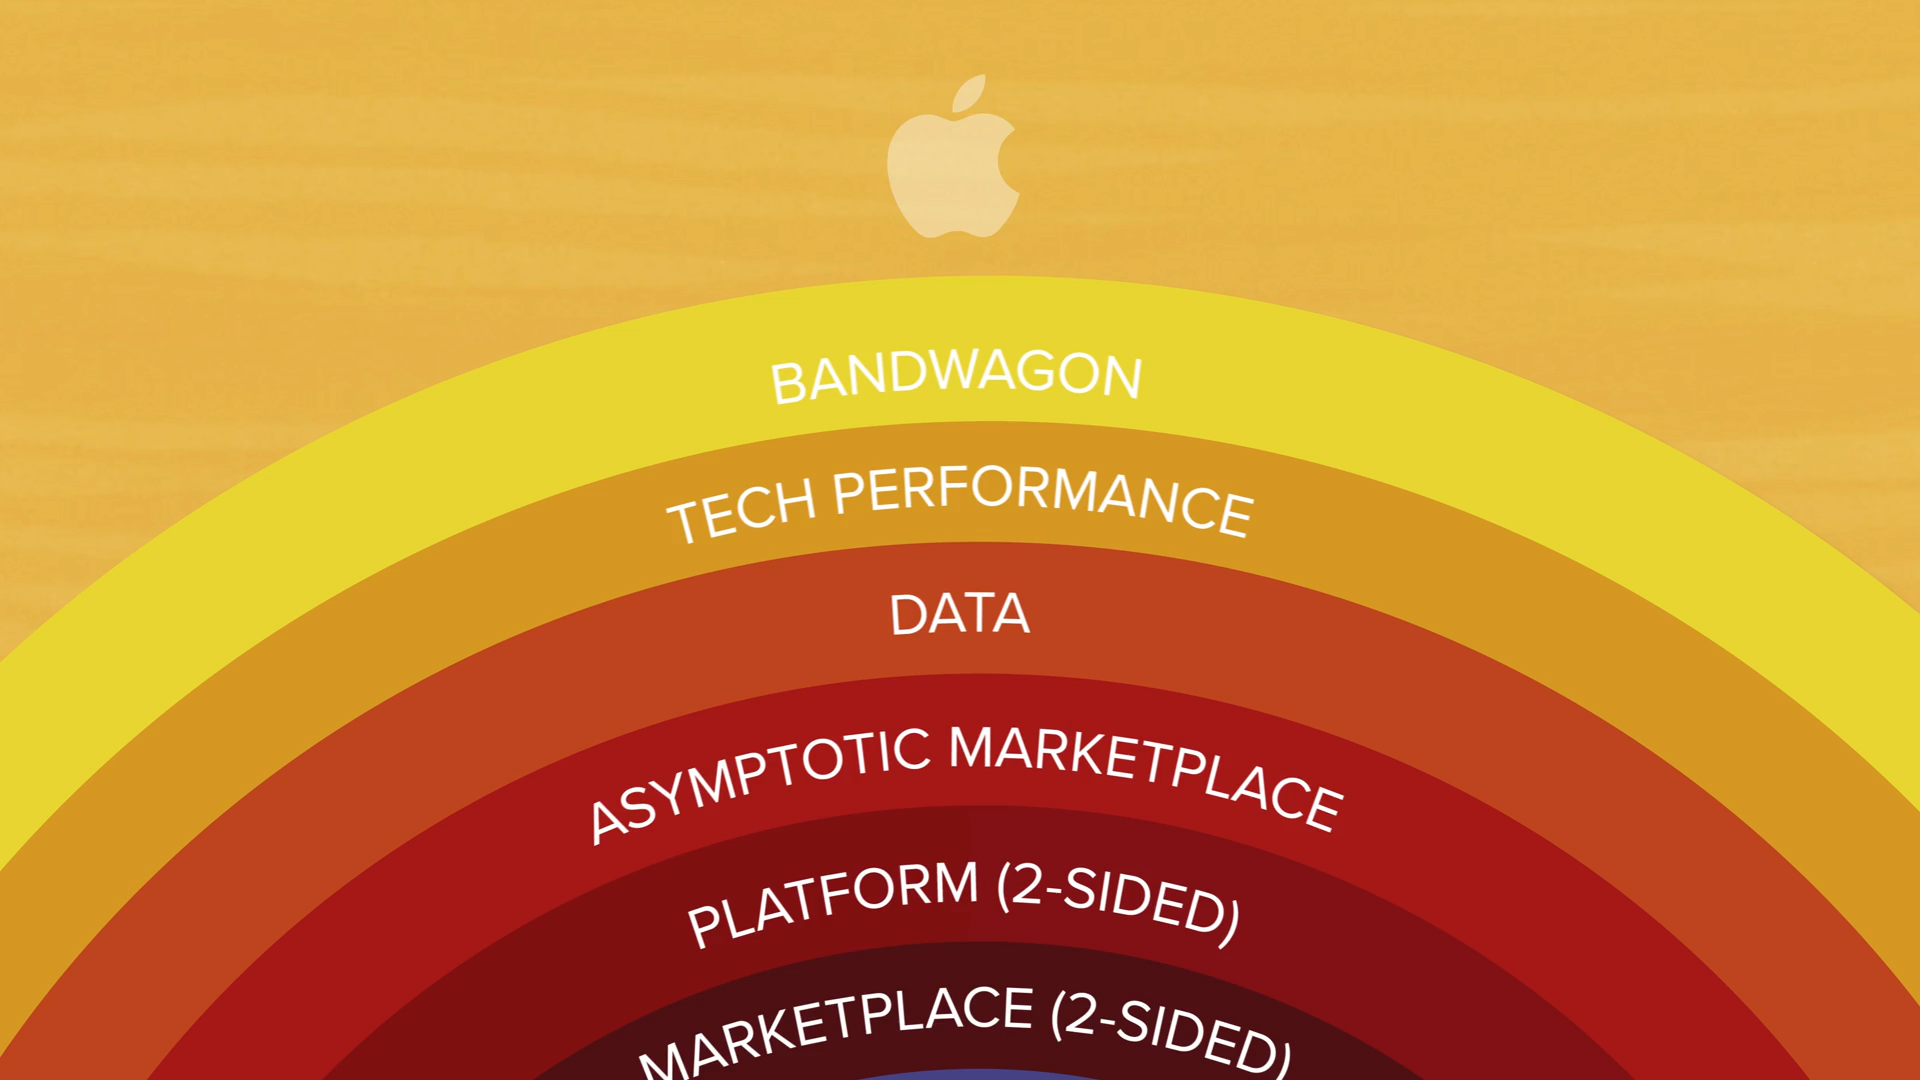 BANDWAGON
TECH PERFORMANCE
DATA
ASYMPTOTIC MARKETPLACE
PLATFORM (2-SIDED)
MARKETPLACE (2-SIDED)